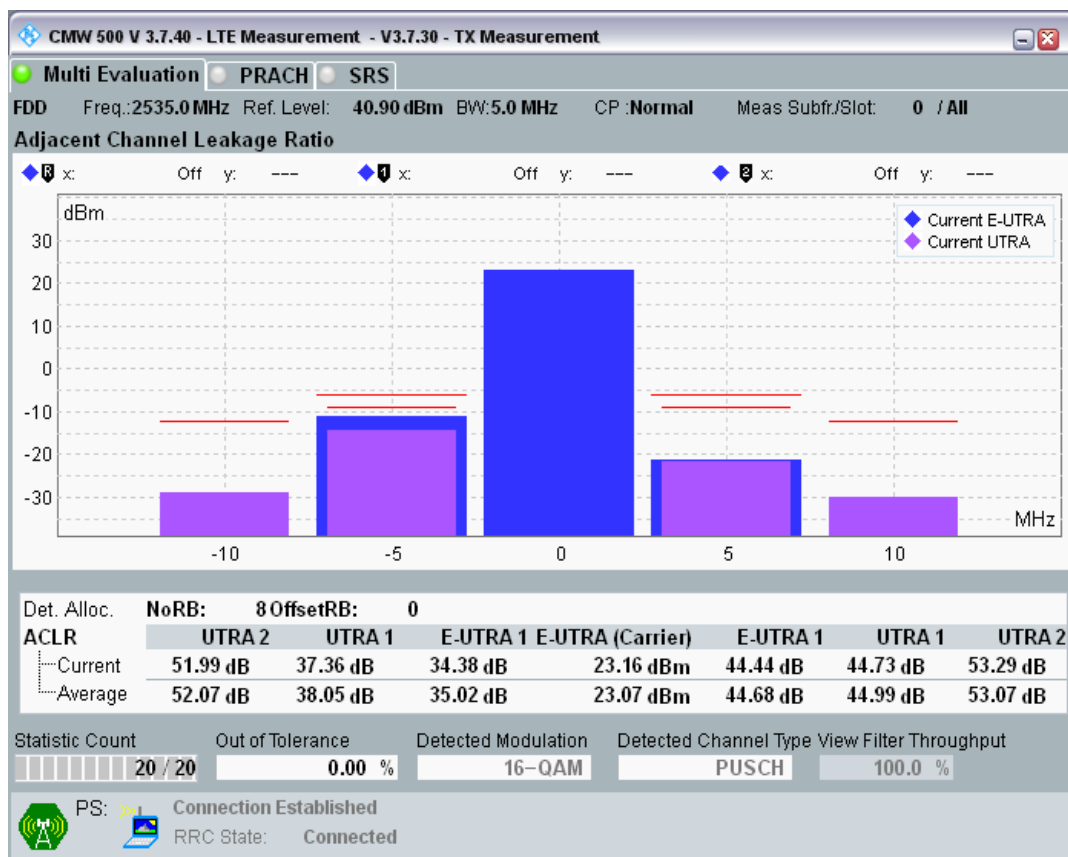 CMW 500 V 3.7.40 - LTE Measurement - V3.7.30 - TX Measurement
Multi Evaluation PRACH SRS
FDD Freq.:2535.0 MHz Ref. Level: 40.90 dBm BW:5.0 MHz CP :Normal Meas Subfr./Slot: 0 / All
Adjacent Channel Leakage Ratio
R x: Off y: --- 1 x: Off y: --- 2 x: Off y: ---
dBm
Current E-UTRA
Current UTRA
30
20
10
0
-10
-20
-30
MHz
-10 -5 0 5 10
Det. Alloc. NoRB: 8 OffsetRB: 0
ACLR UTRA 2 UTRA 1 E-UTRA 1 E-UTRA (Carrier) E-UTRA 1 UTRA 1 UTRA 2
Current 51.99 dB 37.36 dB 34.38 dB 23.16 dBm 44.44 dB 44.73 dB 53.29 dB
Average 52.07 dB 38.05 dB 35.02 dB 23.07 dBm 44.68 dB 44.99 dB 53.07 dB
Statistic Count Out of Tolerance Detected Modulation Detected Channel Type View Filter Throughput
20 / 20 0.00 % 16-QAM PUSCH 100.0 %
PS: Connection Established
RRC State: Connected